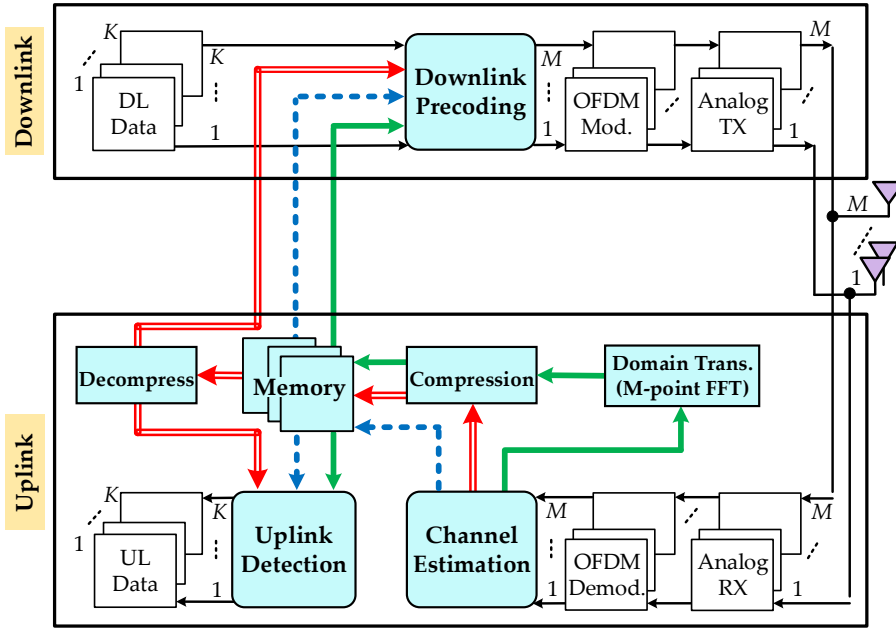 Downlink
K
K
M
M
1
DL
Data
Downlink
Precoding
OFDM
Mod.
Analog
TX
1
1
1
M
1
Uplink
Decompress
Memory
Compression
Domain Trans.
(M-point FFT)
K
K
M
M
1
UL
Data
Uplink
Detection
Channel
Estimation
OFDM
Demod.
Analog
RX
1
1
1